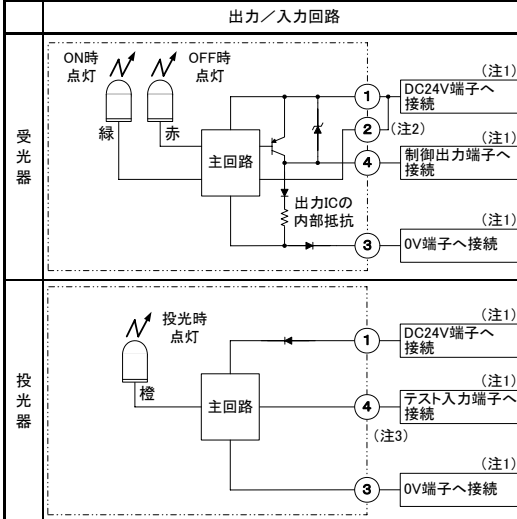 出力／入力回路
受光器
ON時
点灯
OFF時
点灯
緑
赤
主回路
出力ICの
内部抵抗
1
2
(注2)
4
3
(注1)
DC24V端子へ
接続
(注1)
制御出力端子へ
接続
(注1)
0V端子へ接続
投光器
投光時
点灯
橙
主回路
1
4
(注3)
3
(注1)
DC24V端子へ
接続
(注1)
テスト入力端子へ
接続
(注1)
0V端子へ接続